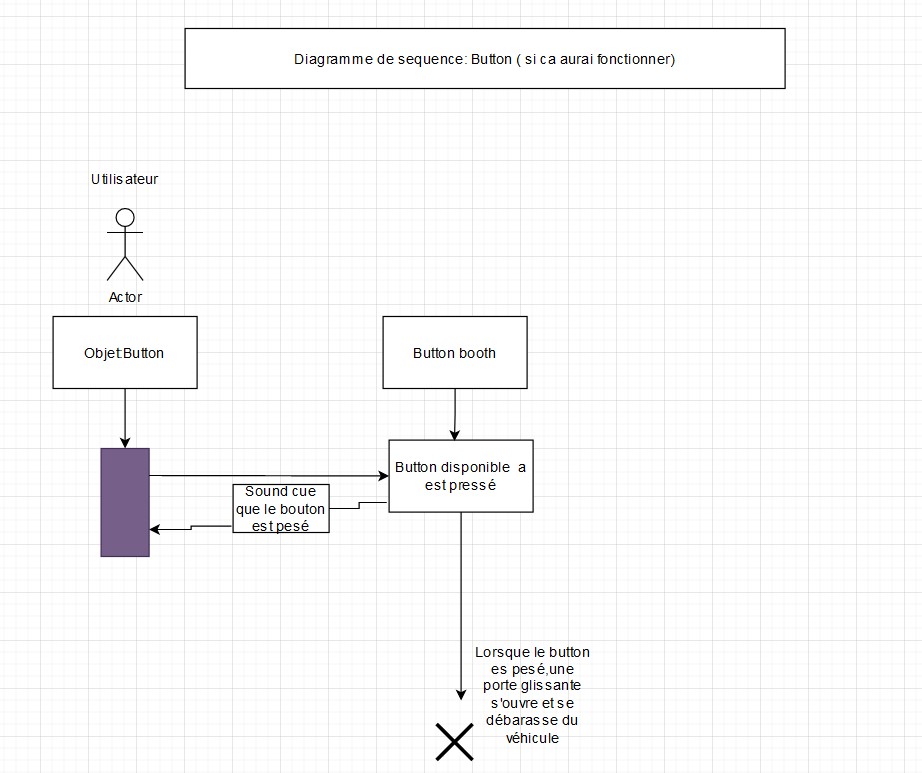 Diagramme de sequence: Button ( si ca aurai fonctionner)
Utilisateur
Actor
Objet:Button
Button booth
Button disponible a
est pressé
Sound cue
que le bouton
est pesé
Lorsque le button
es pesé,une
porte glissante
s'ouvre et se
débarasse du
véhicule